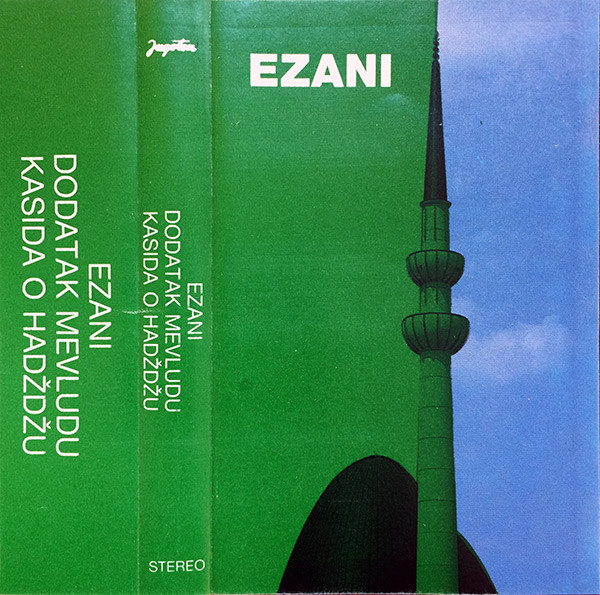 EZANI
DODATAK MEVLUDU
KASIDA O HADŽDŽU
Jugoton
EZANI
DODATAK MEVLUDU
KASIDA O HADŽDŽU
STEREO
EZANI